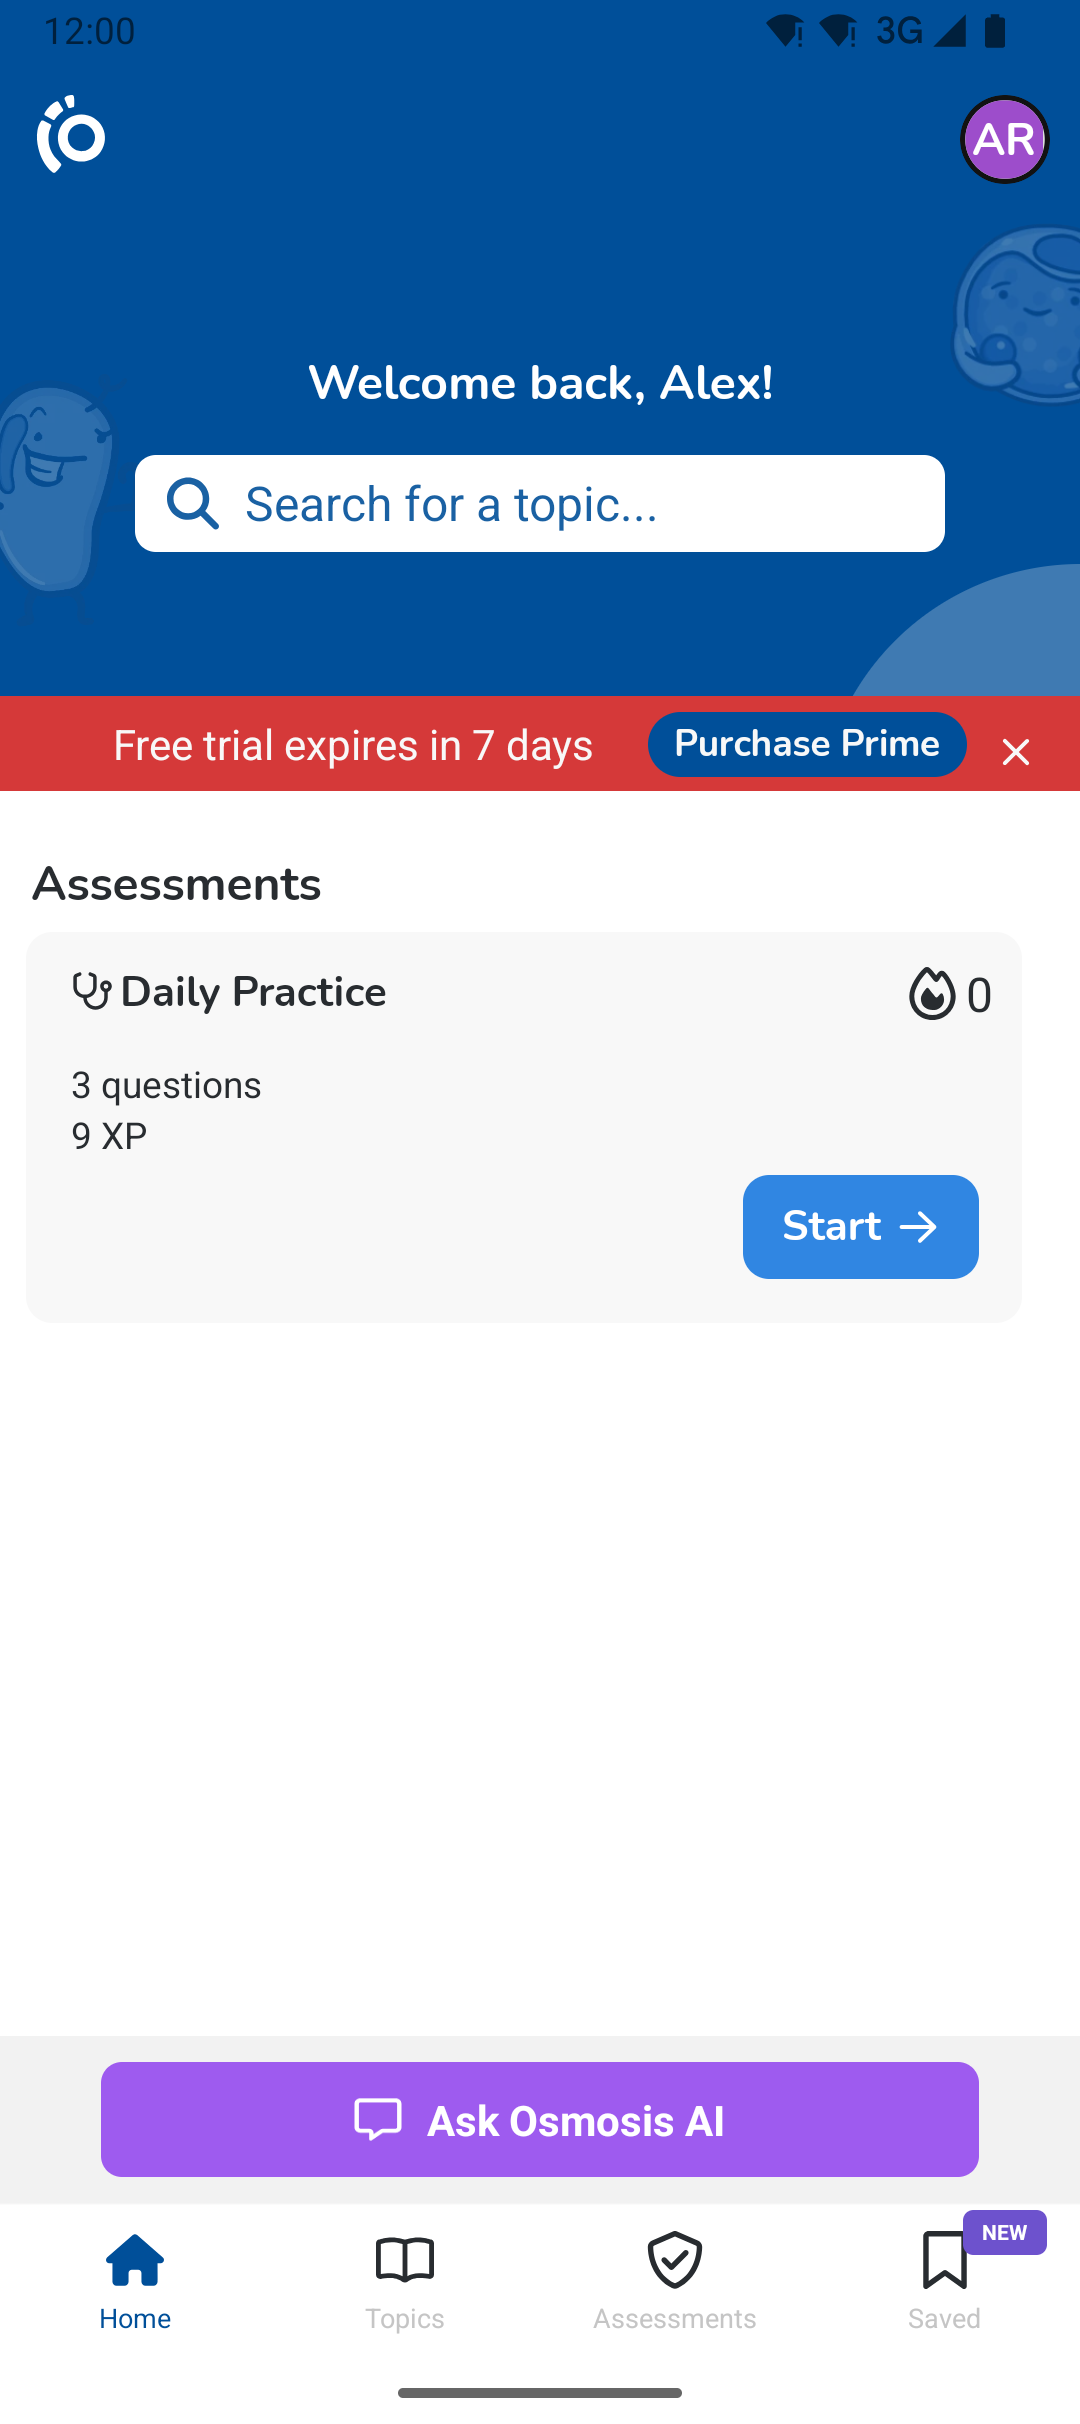 12:00
3G
AR
Welcome back, Alex!
Search for a topic...
Free trial expires in 7 days
Purchase Prime
Assessments
Daily Practice
0
3 questions
9 XP
Start
Ask Osmosis AI
NEW
Home
Topics
Assessments
Saved